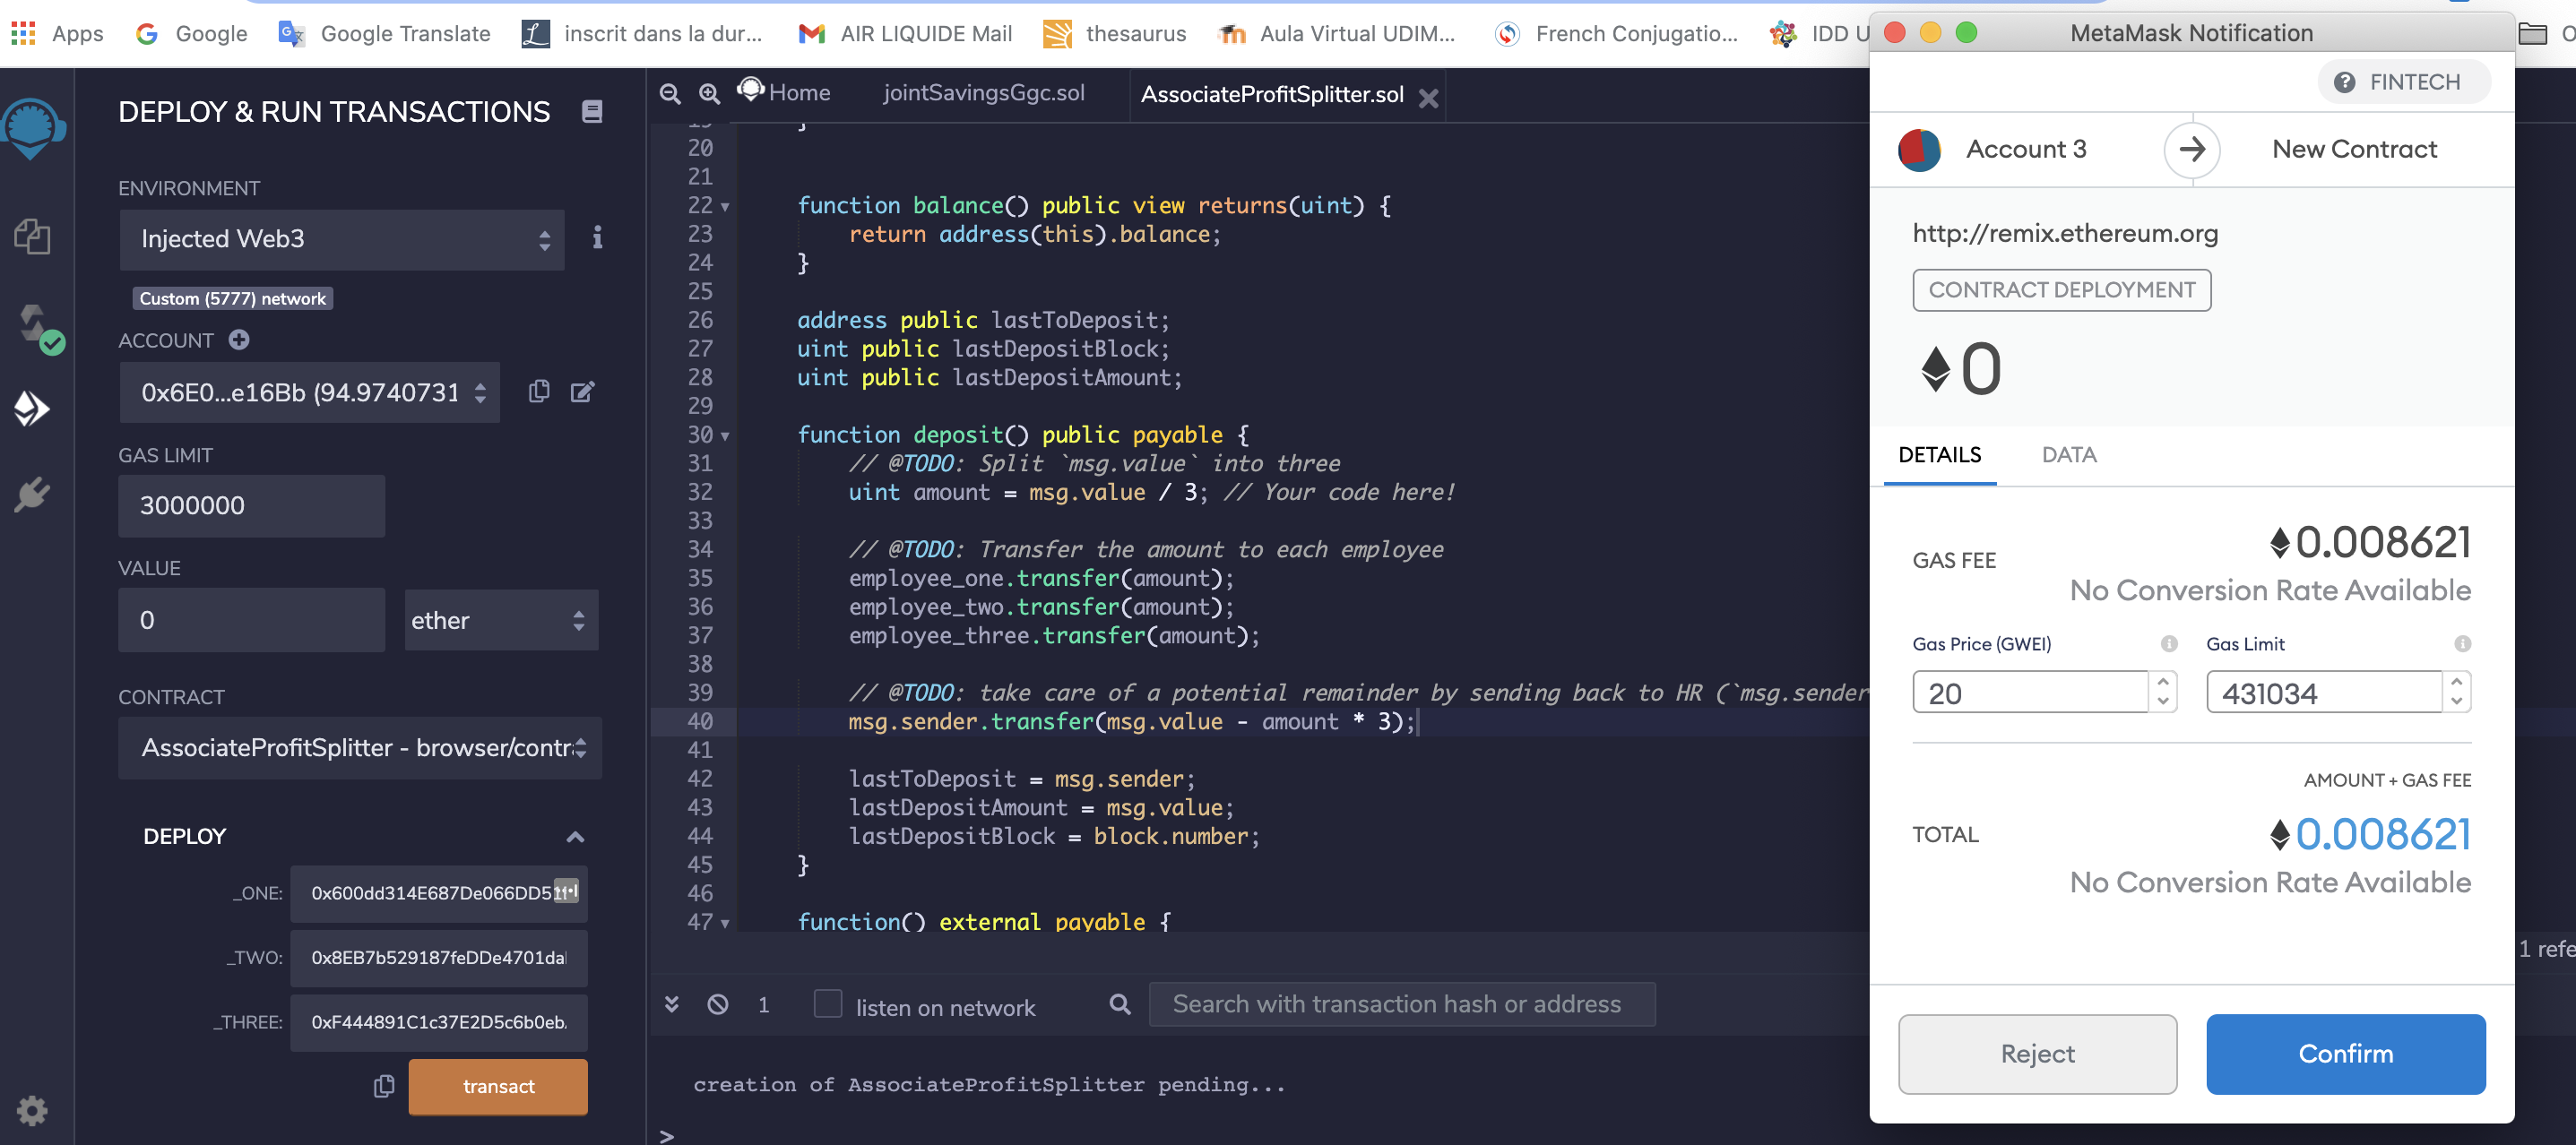 Apps
Google
Google Translate
inscrit dans la dur...
AIR LIQUIDE Mail
thesaurus
Aula Virtual UDIM...
French Conjugatio...
IDD U
DEPLOY & RUN TRANSACTIONS
ENVIRONMENT
Injected Web3
Custom (5777) network
ACCOUNT
0x6E0...e16Bb (94.9740731
GAS LIMIT
3000000
VALUE
0
ether
CONTRACT
AssociateProfitSplitter - browser/contr
DEPLOY
_ONE:
0x600dd314E687De066DD51f
_TWO:
0x8EB7b529187feDDe4701da
_THREE:
0xF444891C1c37E2D5c6b0eb
transact
Home
jointSavingsGgc.sol
AssociateProfitSplitter.sol
19 }
20
21
22 function balance() public view returns(uint) {
23 return address(this).balance;
24 }
25
26 address public lastToDeposit;
27 uint public lastDepositBlock;
28 uint public lastDepositAmount;
29
30 function deposit() public payable {
31 // @TODO: Split `msg.value` into three
32 uint amount = msg.value / 3; // Your code here!
33
34 // @TODO: Transfer the amount to each employee
35 employee_one.transfer(amount);
36 employee_two.transfer(amount);
37 employee_three.transfer(amount);
38
39 // @TODO: take care of a potential remainder by sending back to HR (`msg.sender
40 msg.sender.transfer(msg.value - amount * 3);
41
42 lastToDeposit = msg.sender;
43 lastDepositAmount = msg.value;
44 lastDepositBlock = block.number;
45 }
46
47 function() external payable {
1
listen on network
Search with transaction hash or address
creation of AssociateProfitSplitter pending...
>
MetaMask Notification
FINTECH
Account 3
New Contract
http://remix.ethereum.org
CONTRACT DEPLOYMENT
0
DETAILS
DATA
GAS FEE
0.008621
No Conversion Rate Available
Gas Price (GWEI)
Gas Limit
20
431034
AMOUNT + GAS FEE
TOTAL
0.008621
No Conversion Rate Available
Reject
Confirm
1 refe